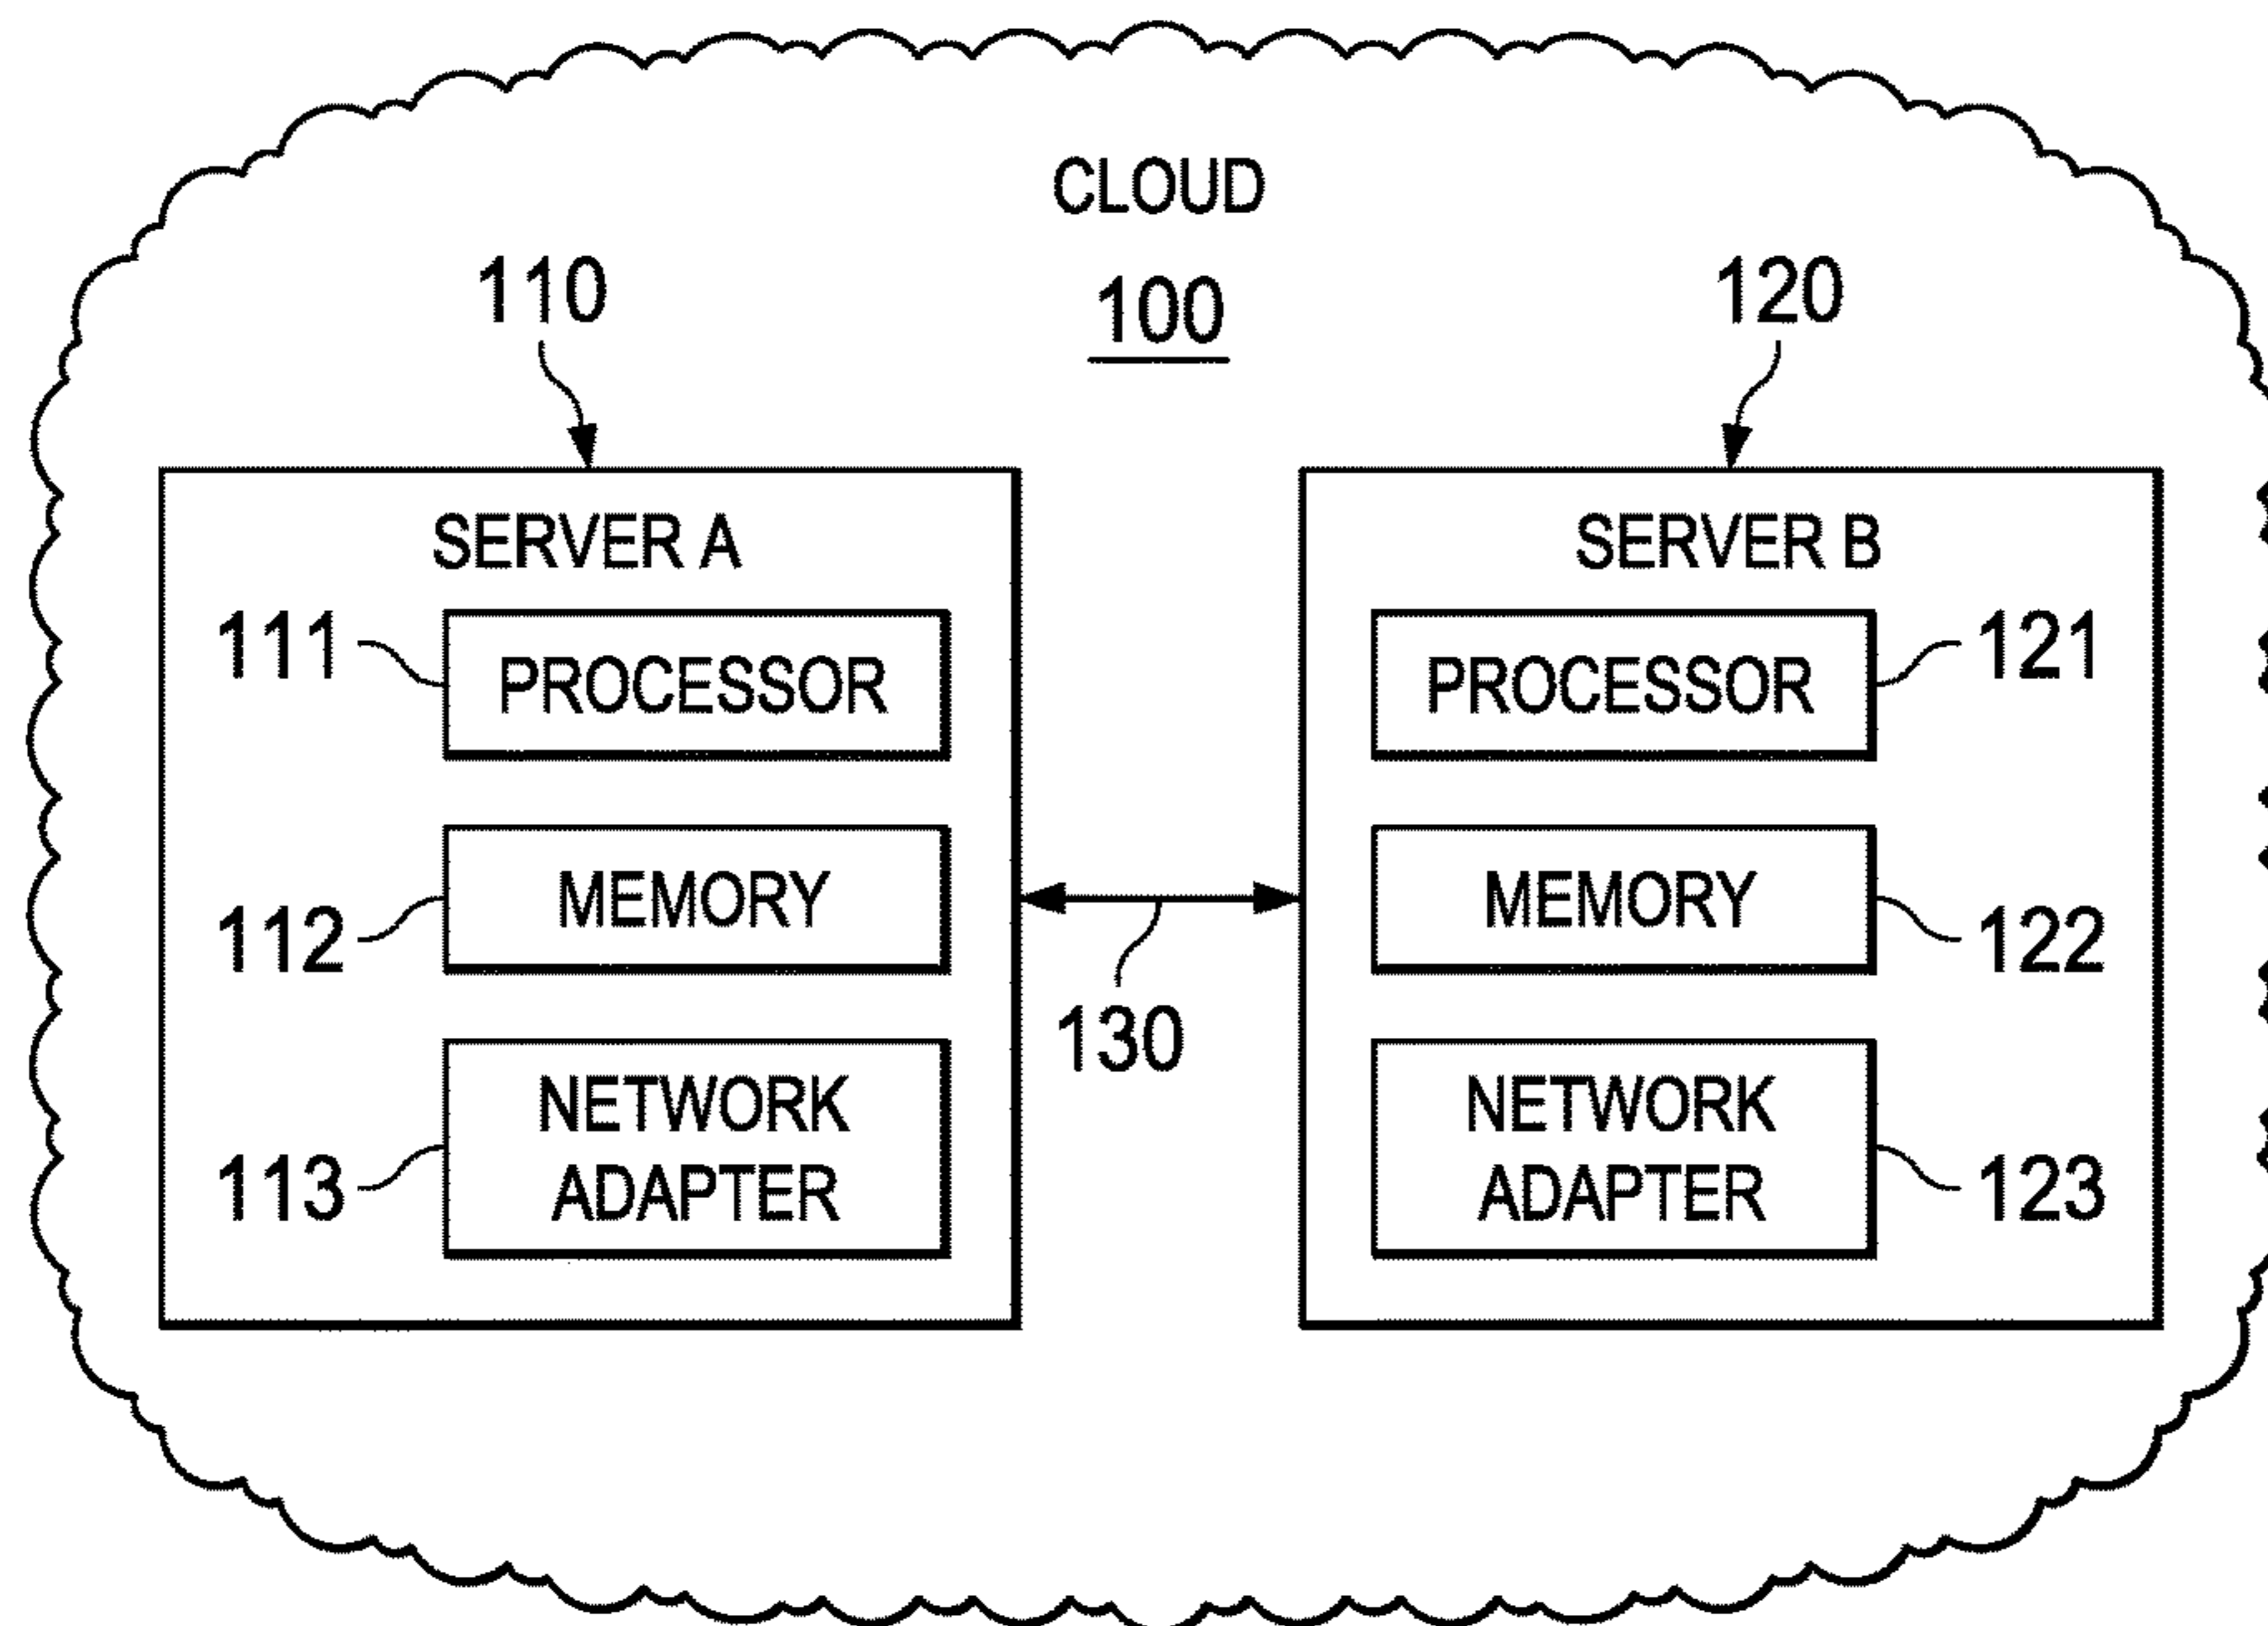 CLOUD
100
110
120
SERVER A
111
PROCESSOR
112
MEMORY
113
NETWORK
ADAPTER
130
SERVER B
PROCESSOR
121
MEMORY
122
NETWORK
ADAPTER
123